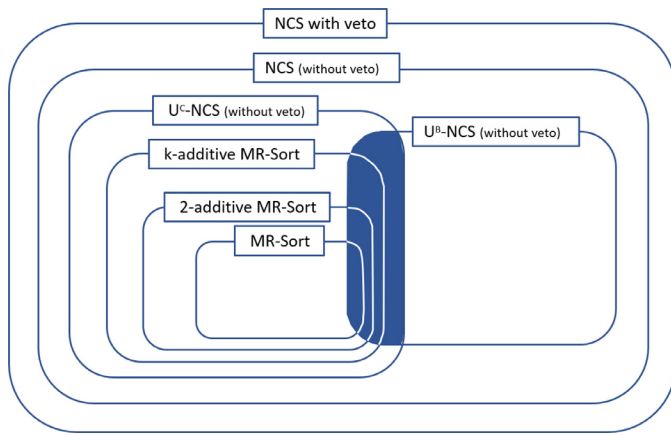 NCS with veto
NCS (without veto)
Uᶜ-NCS (without veto)
Uᴮ-NCS (without veto)
k-additive MR-Sort
2-additive MR-Sort
MR-Sort